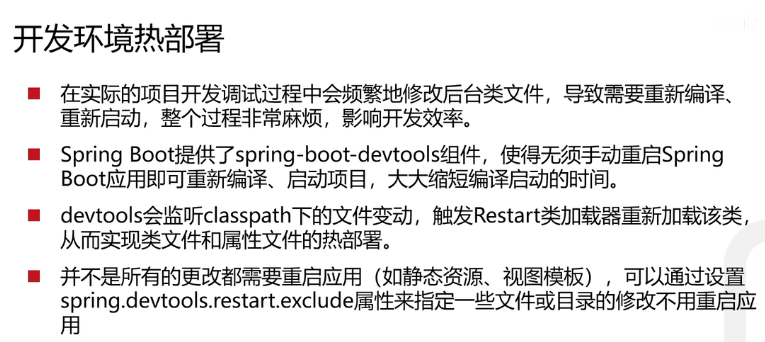 开发环境热部署
在实际的项目开发调试过程中会频繁地修改后台类文件，导致需要重新编译、
重新启动，整个过程非常麻烦，影响开发效率。
Spring Boot提供了spring-boot-devtools组件，使得无须手动重启Spring
Boot应用即可重新编译、启动项目，大大缩短编译启动的时间。
devtools会监听classpath下的文件变动，触发Restart类加载器重新加载该类，
从而实现类文件和属性文件的热部署。
并不是所有的更改都需要重启应用（如静态资源、视图模板），可以通过设置
spring.devtools.restart.exclude属性来指定一些文件或目录的修改不用重启应
用